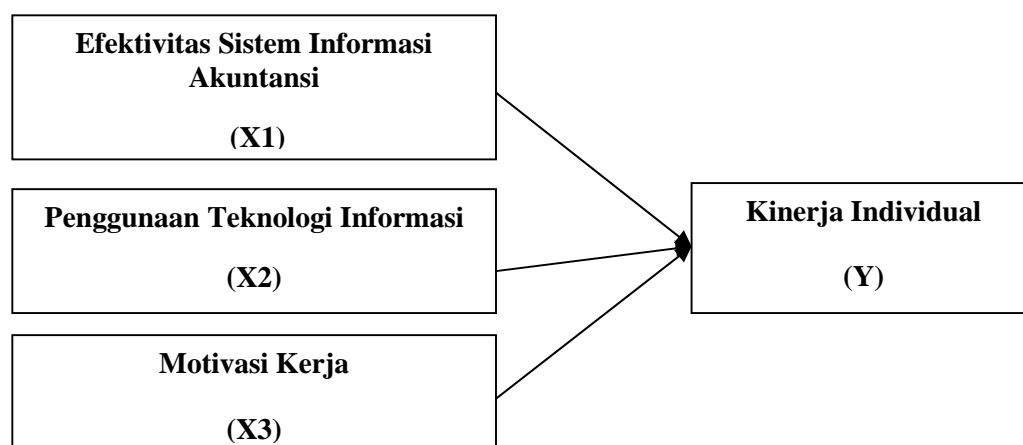 Efektivitas Sistem Informasi
Akuntansi
(X1)
Penggunaan Teknologi Informasi
(X2)
Motivasi Kerja
(X3)
Kinerja Individual
(Y)